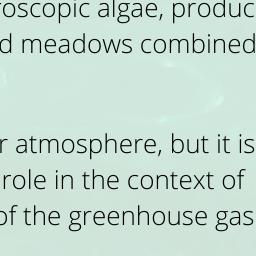 roscopic algae, produc
d meadows combined
r atmosphere, but it is
role in the context of
of the greenhouse gas